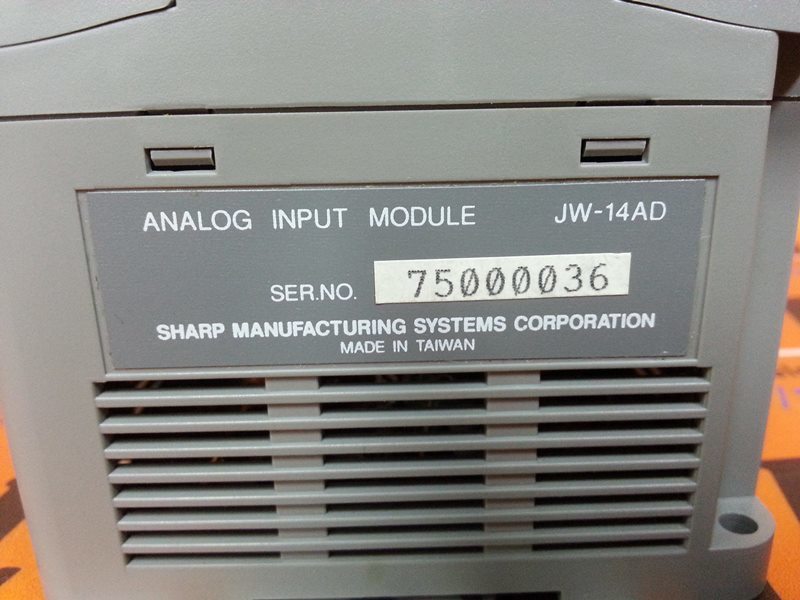 ANALOG INPUT MODULE JW-14AD
SER.NO. 75000036
SHARP MANUFACTURING SYSTEMS CORPORATION
MADE IN TAIWAN